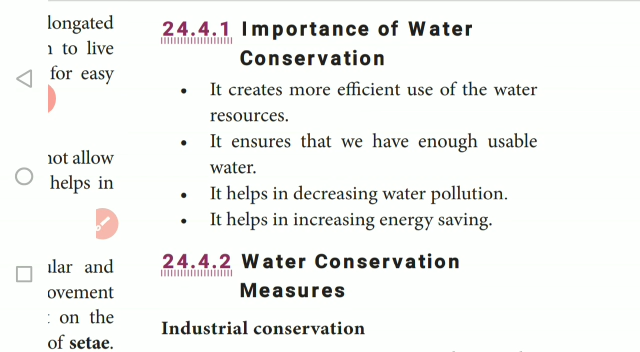 longated
to live
for easy
not allow
helps in
and
on the
of setae.
24.4.1 Importance of Water
Conservation
• It creates more efficient use of the water
resources.
• It ensures that we have enough usable
water.
• It helps in decreasing water pollution.
• It helps in increasing energy saving.
24.4.2 Water Conservation
Measures
Industrial conservation